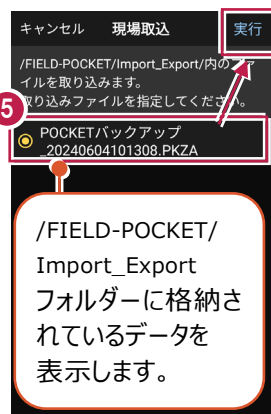 キャンセル 現場取込 実行
/FIELD-POCKET/Import_Export/内のファ
イルを取り込みます。
取り込みファイルを指定してください。
5
POCKETバックアップ
_20240604101308.PKZA
/FIELD-POCKET/
Import_Export
フォルダーに格納さ
れているデータを
表示します。